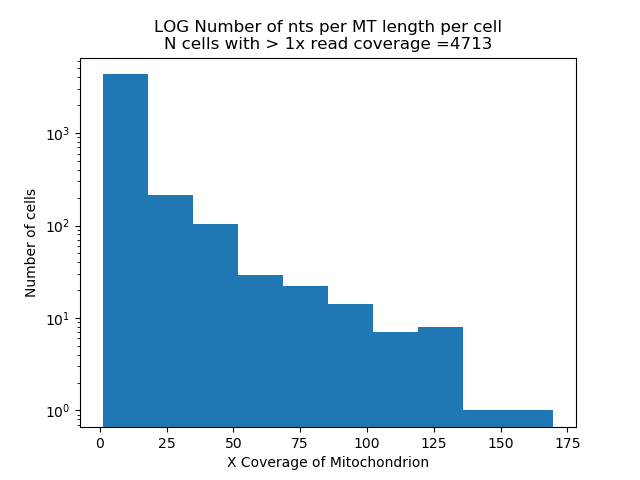 LOG Number of nts per MT length per cell
N cells with > 1x read coverage =4713
Number of cells
10³
10²
10¹
10⁰
0 25 50 75 100 125 150 175
X Coverage of Mitochondrion